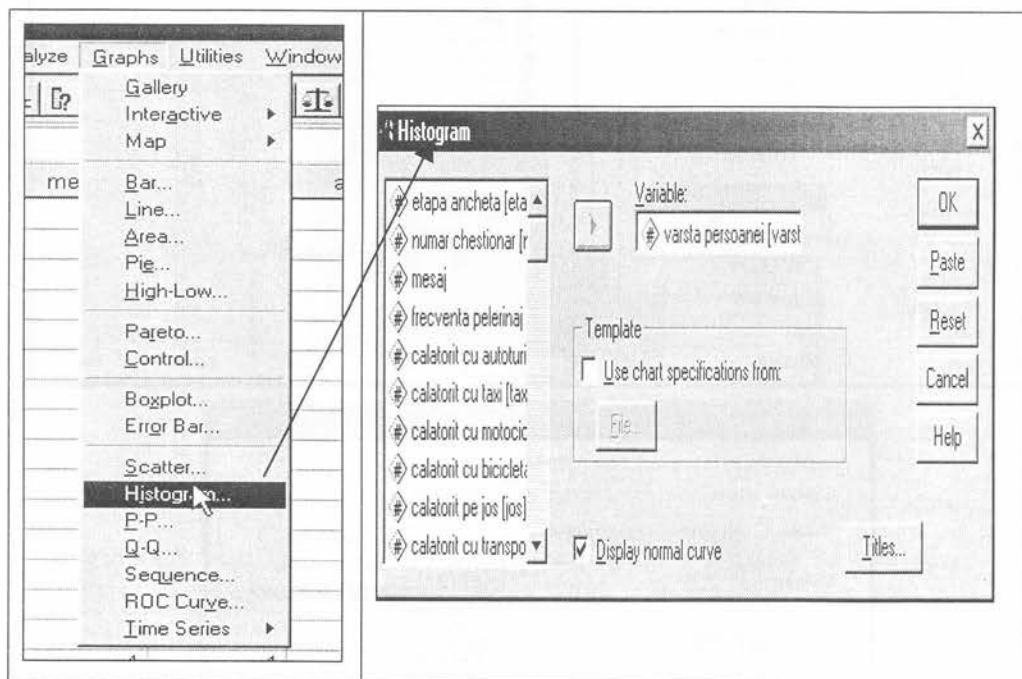 alyze Graphs Utilities Window
Gallery
Interactive
Map
me
a
Bar...
Line...
Area...
Pie...
High-Low...
Pareto...
Control...
Boxplot...
Error Bar...
Scatter...
Histogram...
P-P...
Q-Q...
Sequence...
ROC Curve...
Time Series
Histogram
etapa ancheta [eta
numar chestionar [r
mesaj
frecventa pelerinaj
calatorit cu autoturi
calatorit cu taxi [tax
calatorit cu motocic
calatorit cu bicicleta
calatorit pe jos [jos]
calatorit cu transpo
Variable:
varsta persoanei [varst
Template
Use chart specifications from:
File...
Display normal curve
OK
Paste
Reset
Cancel
Help
Titles...